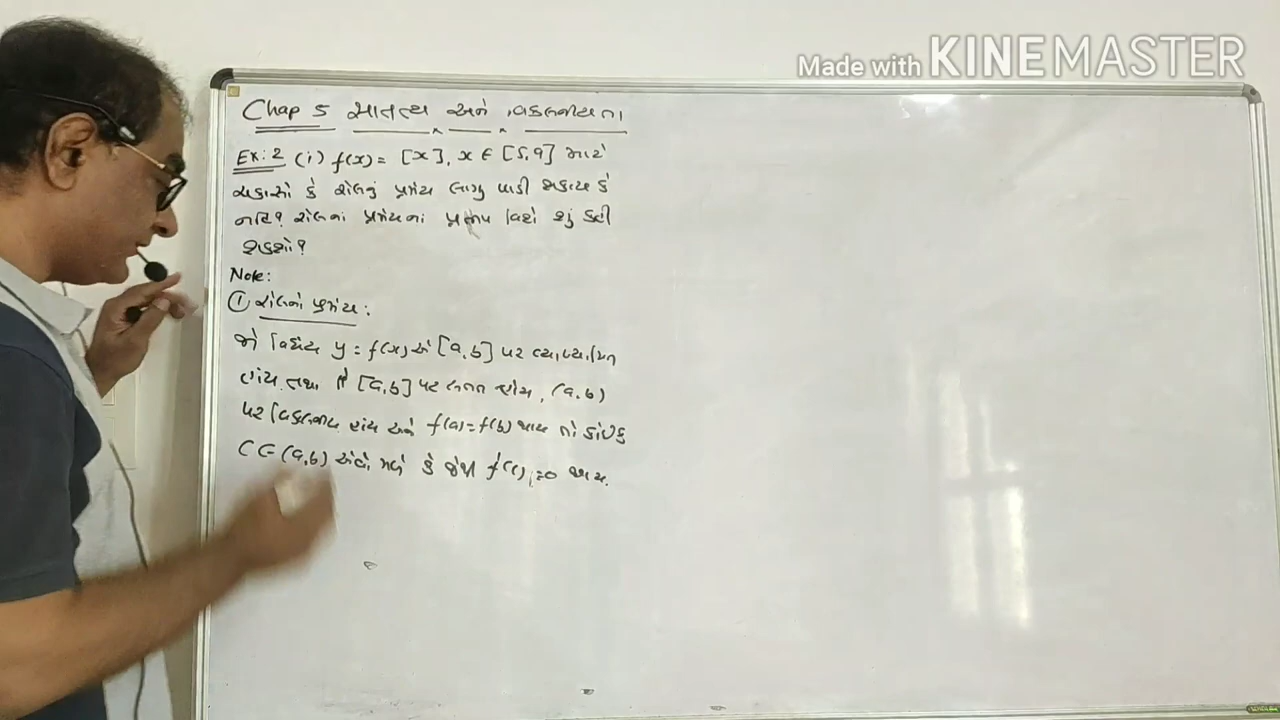 Made with KINEMASTER
Chap 5 સાતત્ય અને વિકલનીયતા
Ex: 2 (i) f(x) = [x], x ∈ [5, 9] માટે
ચકાસો કે રોલનું પ્રમેય લાગુ પાડી શકાય કે
નહિ? રોલનાં પ્રમેયનાં પ્રતીપ વિશે શું કહી
શકશો?
Note:
① રોલનો પ્રમેય:
જો વિધેય y = f(x) એ [a, b] પર વ્યાખ્યાયિત
હોય તથા તે [a, b] પર સતત હોય, (a, b)
પર વિકલનીય હોય અને f(a) = f(b) થાય તો કોઈક
C ∈ (a, b) એવો મળે કે જેથી f'(c) = 0 થાય.